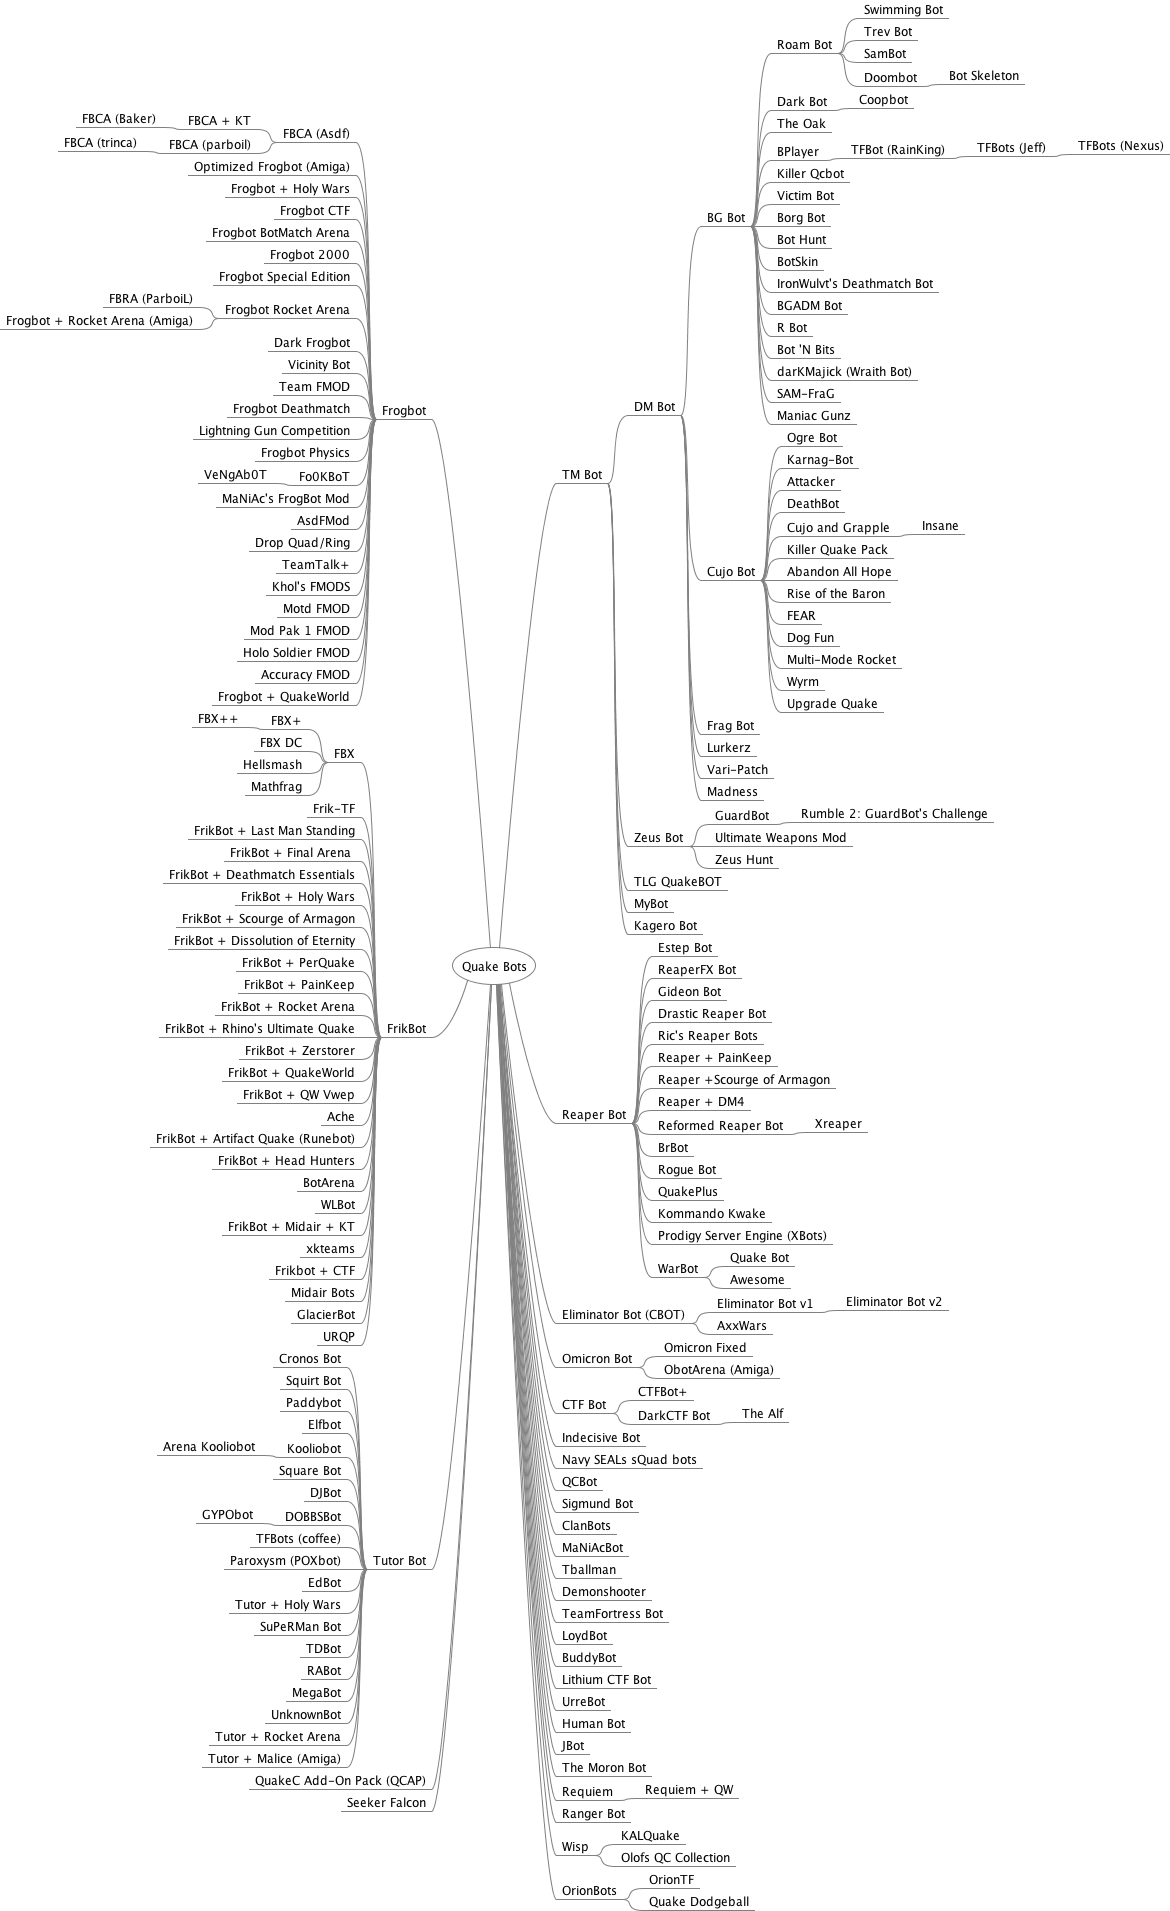 Quake Bots
Frogbot
FBCA (Asdf)
FBCA + KT
FBCA (Baker)
FBCA (parboil)
FBCA (trinca)
Optimized Frogbot (Amiga)
Frogbot + Holy Wars
Frogbot CTF
Frogbot BotMatch Arena
Frogbot 2000
Frogbot Special Edition
Frogbot Rocket Arena
FBRA (ParboiL)
Frogbot + Rocket Arena (Amiga)
Dark Frogbot
Vicinity Bot
Team FMOD
Frogbot Deathmatch
Lightning Gun Competition
Frogbot Physics
Fo0KBoT
VeNgAb0T
MaNiAc's FrogBot Mod
AsdFMod
Drop Quad/Ring
TeamTalk+
Khol's FMODS
Motd FMOD
Mod Pak 1 FMOD
Holo Soldier FMOD
Accuracy FMOD
Frogbot + QuakeWorld
FrikBot
FBX
FBX+
FBX++
FBX DC
Hellsmash
Mathfrag
Frik-TF
FrikBot + Last Man Standing
FrikBot + Final Arena
FrikBot + Deathmatch Essentials
FrikBot + Holy Wars
FrikBot + Scourge of Armagon
FrikBot + Dissolution of Eternity
FrikBot + PerQuake
FrikBot + PainKeep
FrikBot + Rocket Arena
FrikBot + Rhino's Ultimate Quake
FrikBot + Zerstorer
FrikBot + QuakeWorld
FrikBot + QW Vwep
Ache
FrikBot + Artifact Quake (Runebot)
FrikBot + Head Hunters
BotArena
WLBot
FrikBot + Midair + KT
xkteams
Frikbot + CTF
Midair Bots
GlacierBot
URQP
Tutor Bot
Cronos Bot
Squirt Bot
Paddybot
Elfbot
Kooliobot
Arena Kooliobot
Square Bot
DJBot
DOBBSBot
GYPObot
TFBots (coffee)
Paroxysm (POXbot)
EdBot
Tutor + Holy Wars
SuPeRMan Bot
TDBot
RABot
MegaBot
UnknownBot
Tutor + Rocket Arena
Tutor + Malice (Amiga)
QuakeC Add-On Pack (QCAP)
Seeker Falcon
TM Bot
DM Bot
BG Bot
Roam Bot
Swimming Bot
Trev Bot
SamBot
Doombot
Bot Skeleton
Dark Bot
Coopbot
The Oak
BPlayer
TFBot (RainKing)
TFBots (Jeff)
TFBots (Nexus)
Killer Qcbot
Victim Bot
Borg Bot
Bot Hunt
BotSkin
IronWulvt's Deathmatch Bot
BGADM Bot
R Bot
Bot 'N Bits
darKMajick (Wraith Bot)
SAM-FraG
Maniac Gunz
Cujo Bot
Ogre Bot
Karnag-Bot
Attacker
DeathBot
Cujo and Grapple
Insane
Killer Quake Pack
Abandon All Hope
Rise of the Baron
FEAR
Dog Fun
Multi-Mode Rocket
Wyrm
Upgrade Quake
Frag Bot
Lurkerz
Vari-Patch
Madness
Zeus Bot
GuardBot
Rumble 2: GuardBot's Challenge
Ultimate Weapons Mod
Zeus Hunt
TLG QuakeBOT
MyBot
Kagero Bot
Reaper Bot
Estep Bot
ReaperFX Bot
Gideon Bot
Drastic Reaper Bot
Ric's Reaper Bots
Reaper + PainKeep
Reaper +Scourge of Armagon
Reaper + DM4
Reformed Reaper Bot
Xreaper
BrBot
Rogue Bot
QuakePlus
Kommando Kwake
Prodigy Server Engine (XBots)
WarBot
Quake Bot
Awesome
Eliminator Bot (CBOT)
Eliminator Bot v1
Eliminator Bot v2
AxxWars
Omicron Bot
Omicron Fixed
ObotArena (Amiga)
CTF Bot
CTFBot+
DarkCTF Bot
The Alf
Indecisive Bot
Navy SEALs sQuad bots
QCBot
Sigmund Bot
ClanBots
MaNiAcBot
Tballman
Demonshooter
TeamFortress Bot
LoydBot
BuddyBot
Lithium CTF Bot
UrreBot
Human Bot
JBot
The Moron Bot
Requiem
Requiem + QW
Ranger Bot
Wisp
KALQuake
Olofs QC Collection
OrionBots
OrionTF
Quake Dodgeball